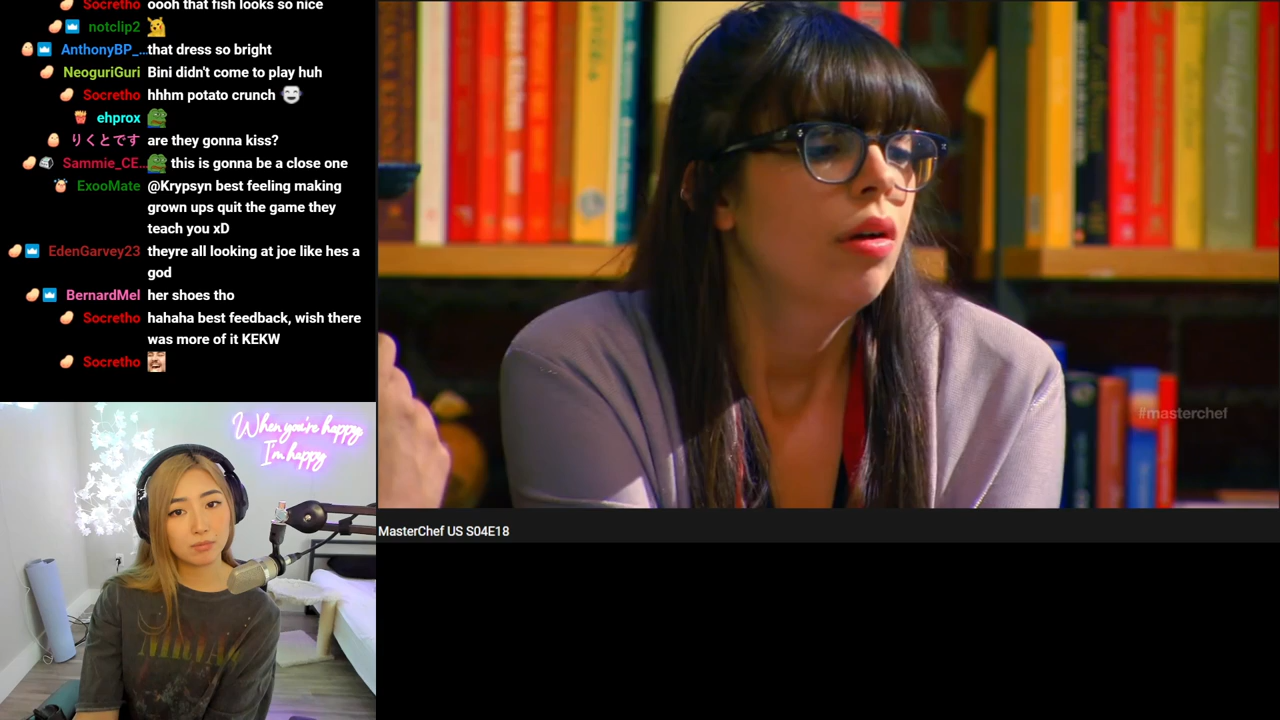 Socretho oooh that fish looks so nice
notclip2
AnthonyBP_... that dress so bright
NeoguriGuri Bini didn't come to play huh
Socretho hhhm potato crunch
ehprox
りくとです are they gonna kiss?
Sammie_CE... this is gonna be a close one
ExooMate @Krypsyn best feeling making
grown ups quit the game they
teach you xD
EdenGarvey23 theyre all looking at joe like hes a
god
BernardMel her shoes tho
Socretho hahaha best feedback, wish there
was more of it KEKW
Socretho
#masterchef
When you're happy
I'm happy
MasterChef US S04E18
NIRVANA